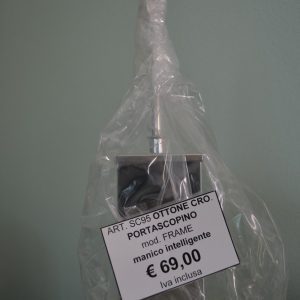 ART. SC95 OTTONE CRO.
PORTASCOPINO
mod. FRAME
manico intelligente
€ 69,00
Iva inclusa